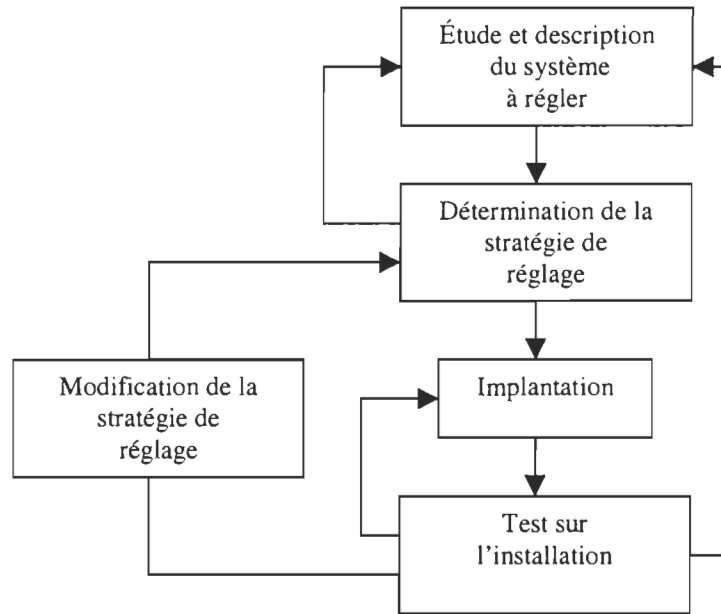 Étude et description
du système
à régler
Détermination de la
stratégie de
réglage
Modification de la
stratégie de
réglage
Implantation
Test sur
l'installation